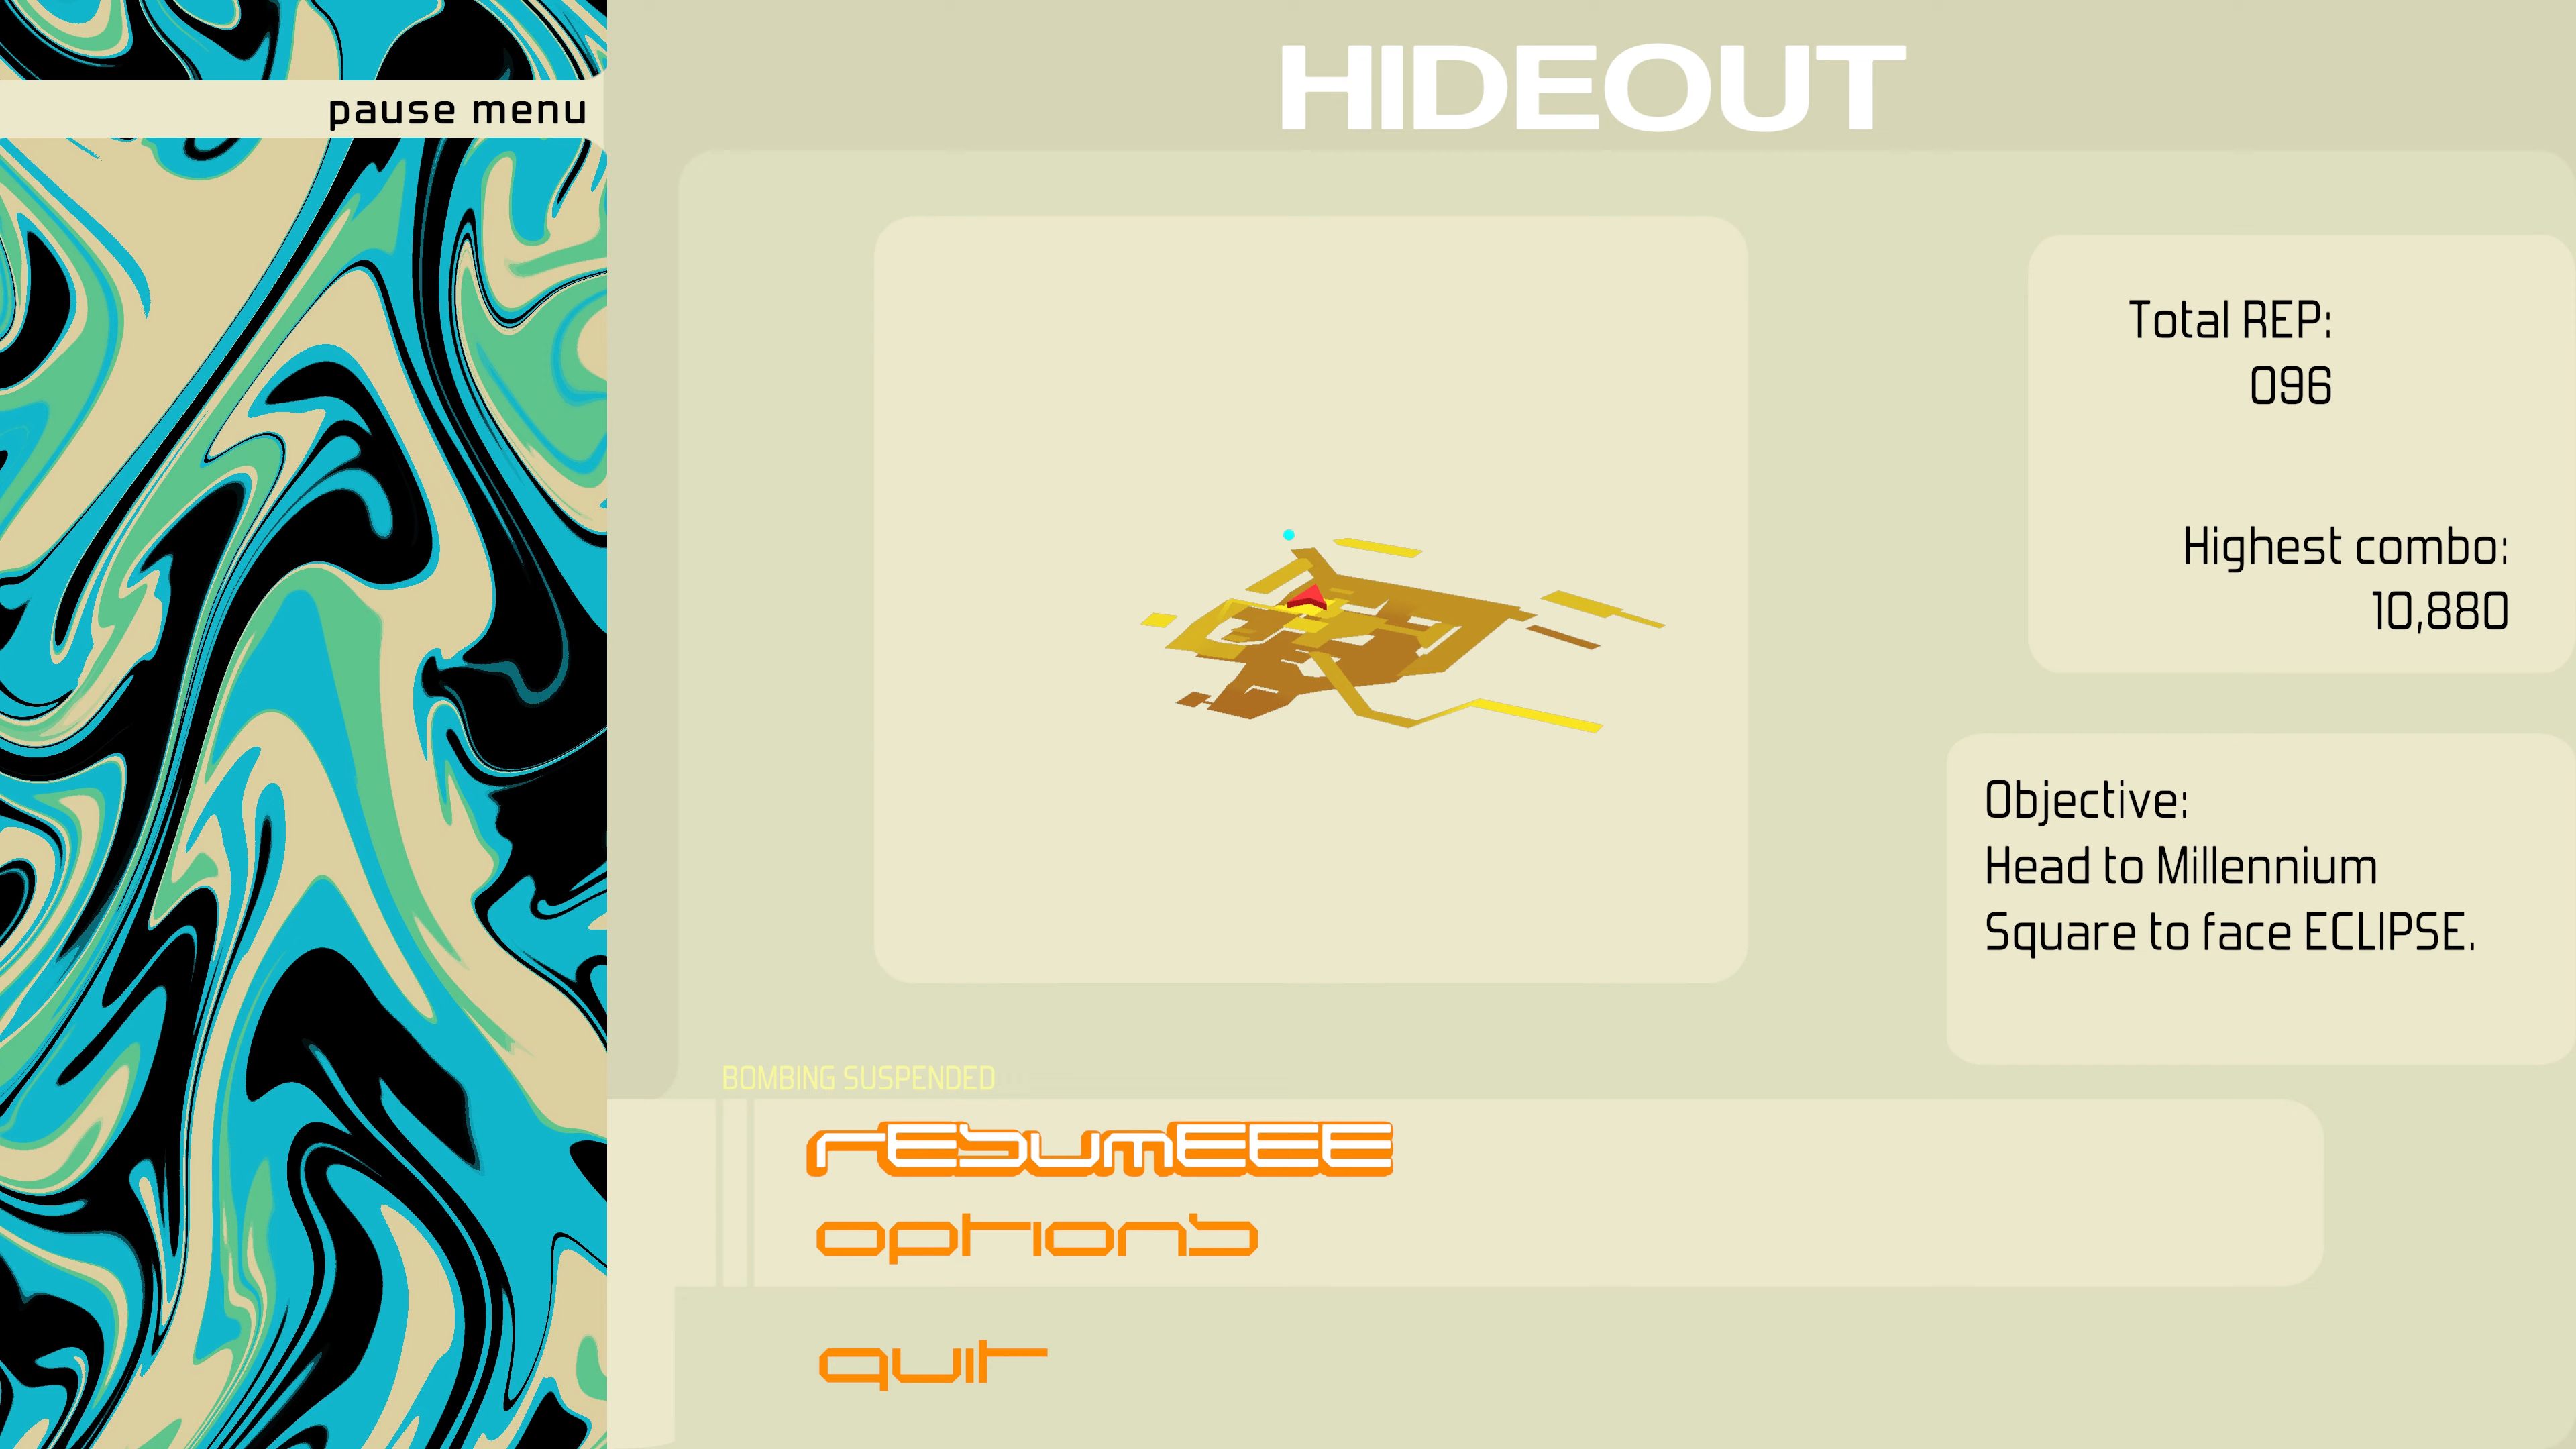 pause menu
HIDEOUT
Total REP:
096
Highest combo:
10,880
Objective:
Head to Millennium
Square to face ECLIPSE.
BOMBING SUSPENDED
rEsumEEE
options
quit